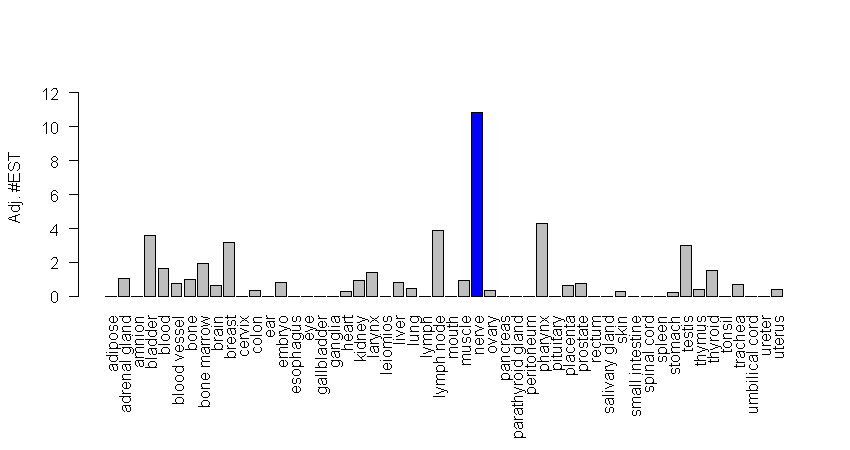 Adj. #EST
12
10
8
6
4
2
0
adipose
adrenal gland
amnion
bladder
blood
blood vessel
bone
bone marrow
brain
breast
cervix
colon
ear
embryo
esophagus
eye
gallbladder
ganglia
heart
kidney
larynx
leiomios
liver
lung
lymph
lymph node
mouth
muscle
nerve
ovary
pancreas
parathyroid gland
peritoneum
pharynx
pituitary
placenta
prostate
rectum
salivary gland
skin
small intestine
spinal cord
spleen
stomach
testis
thymus
thyroid
tonsil
trachea
umbilical cord
ureter
uterus